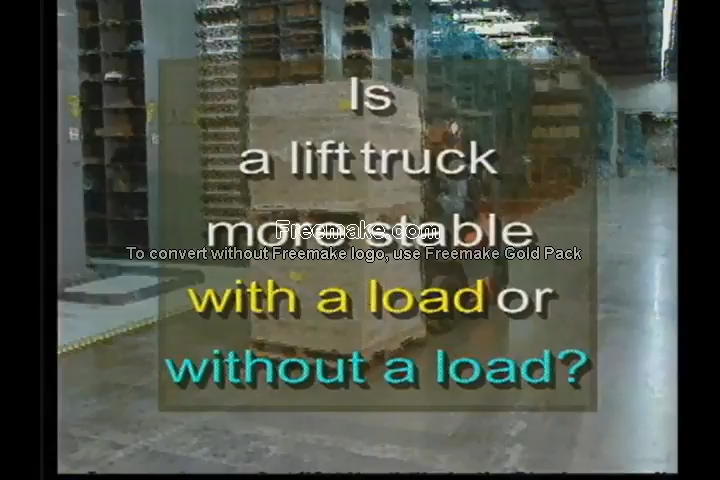 Is
a lift truck
more stable
Freemake.com
To convert without Freemake logo, use Freemake Gold Pack
with a load or
without a load?